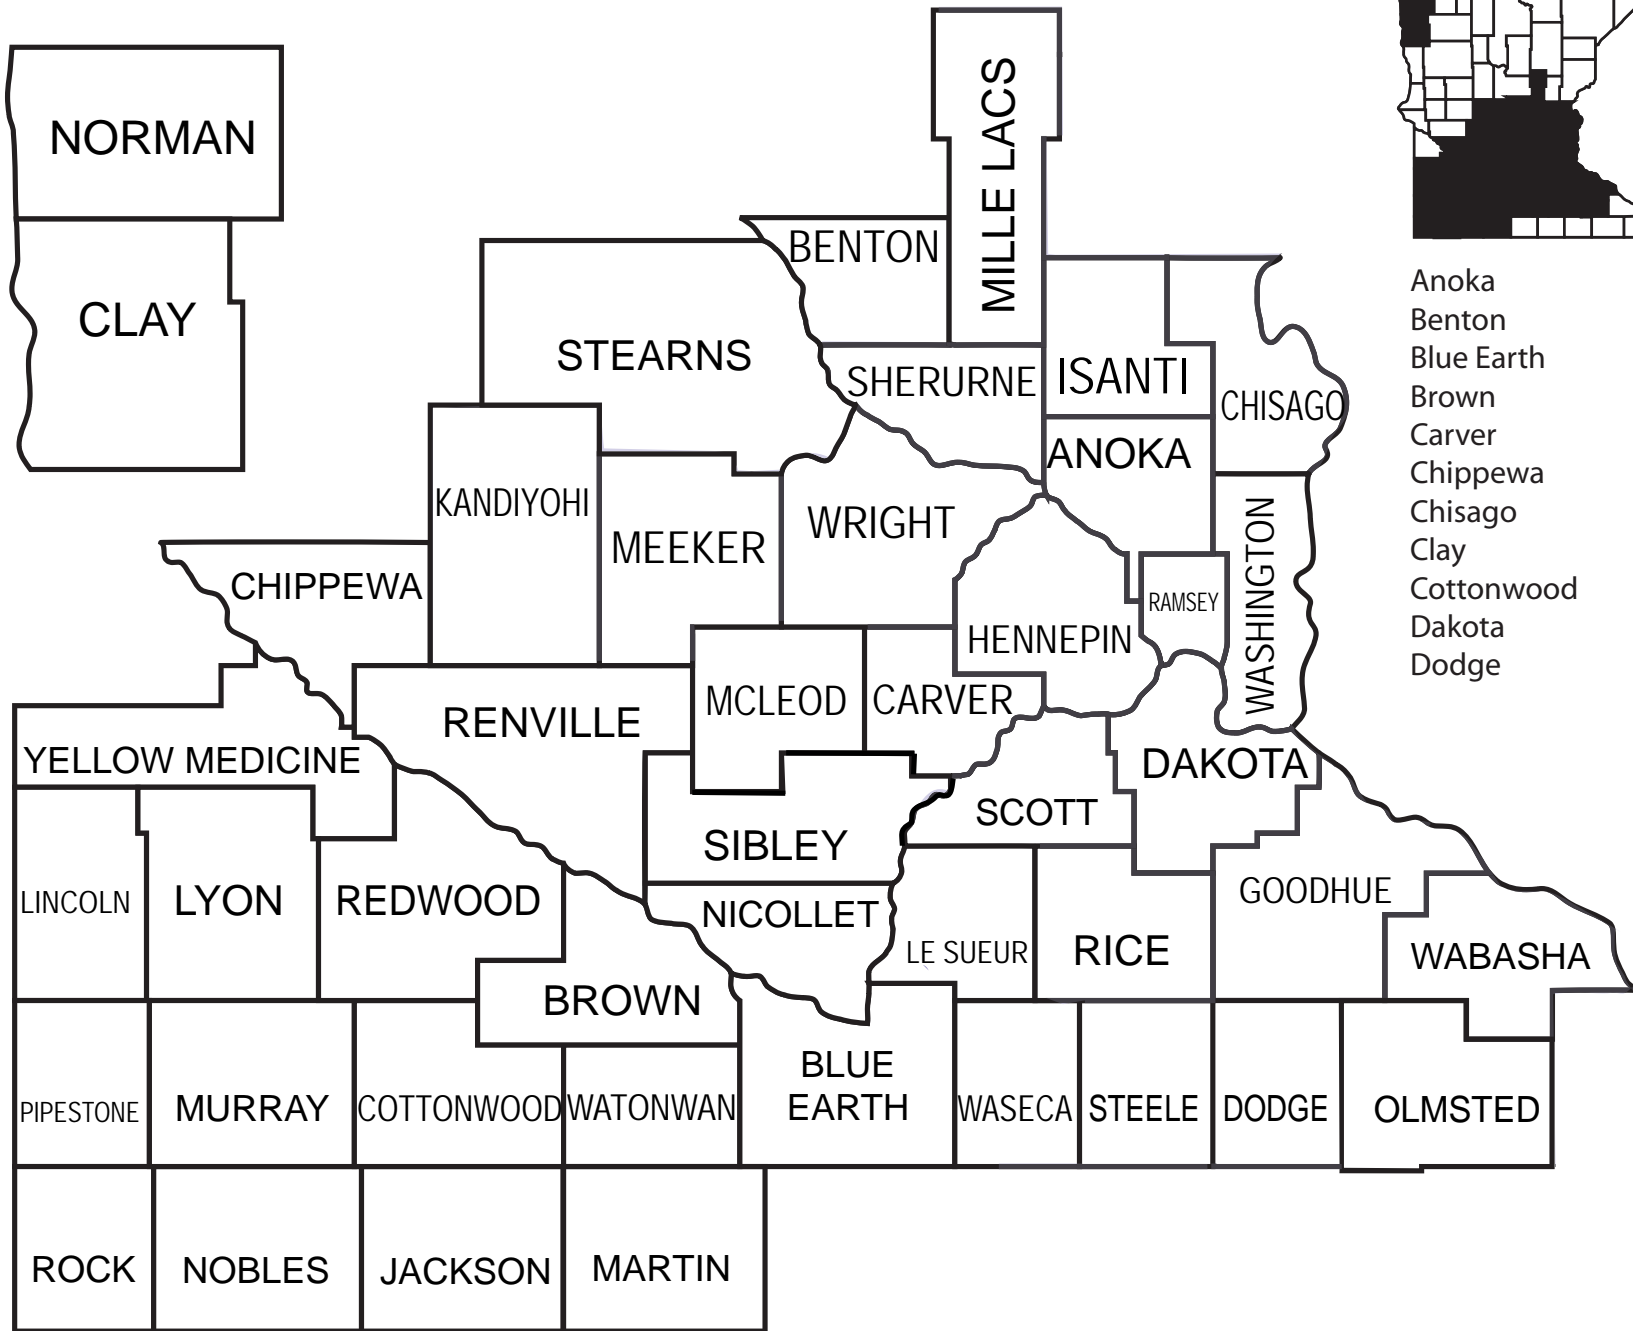 NORMAN
MILLE LACS
BENTON
CLAY
STEARNS
SHERURNE
ISANTI
CHISAGO
ANOKA
KANDIYOHI
WRIGHT
MEEKER
WASHINGTON
CHIPPEWA
RAMSEY
HENNEPIN
MCLEOD
CARVER
RENVILLE
YELLOW MEDICINE
DAKOTA
SCOTT
SIBLEY
LINCOLN
LYON
REDWOOD
NICOLLET
GOODHUE
LE SUEUR
RICE
WABASHA
BROWN
BLUE
EARTH
PIPESTONE
MURRAY
COTTONWOOD
WATONWAN
WASECA
STEELE
DODGE
OLMSTED
ROCK
NOBLES
JACKSON
MARTIN
Anoka
Benton
Blue Earth
Brown
Carver
Chippewa
Chisago
Clay
Cottonwood
Dakota
Dodge